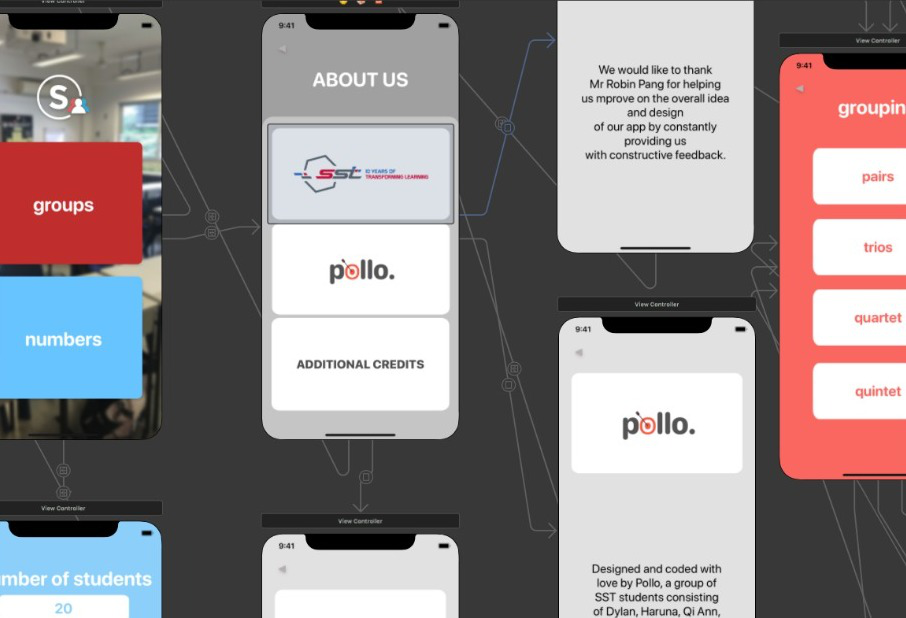 View Controller
S
groups
numbers
View Controller
mber of students
20
9:41
ABOUT US
sst
10 YEARS OF
TRANSFORMING LEARNING
pollo.
ADDITIONAL CREDITS
View Controller
9:41
We would like to thank
Mr Robin Pang for helping
us mprove on the overall idea
and design
of our app by constantly
providing us
with constructive feedback.
View Controller
9:41
pollo.
Designed and coded with
love by Pollo, a group of
SST students consisting
of Dylan, Haruna, Qi Ann,
View Controller
9:41
groupin
pairs
trios
quartet
quintet